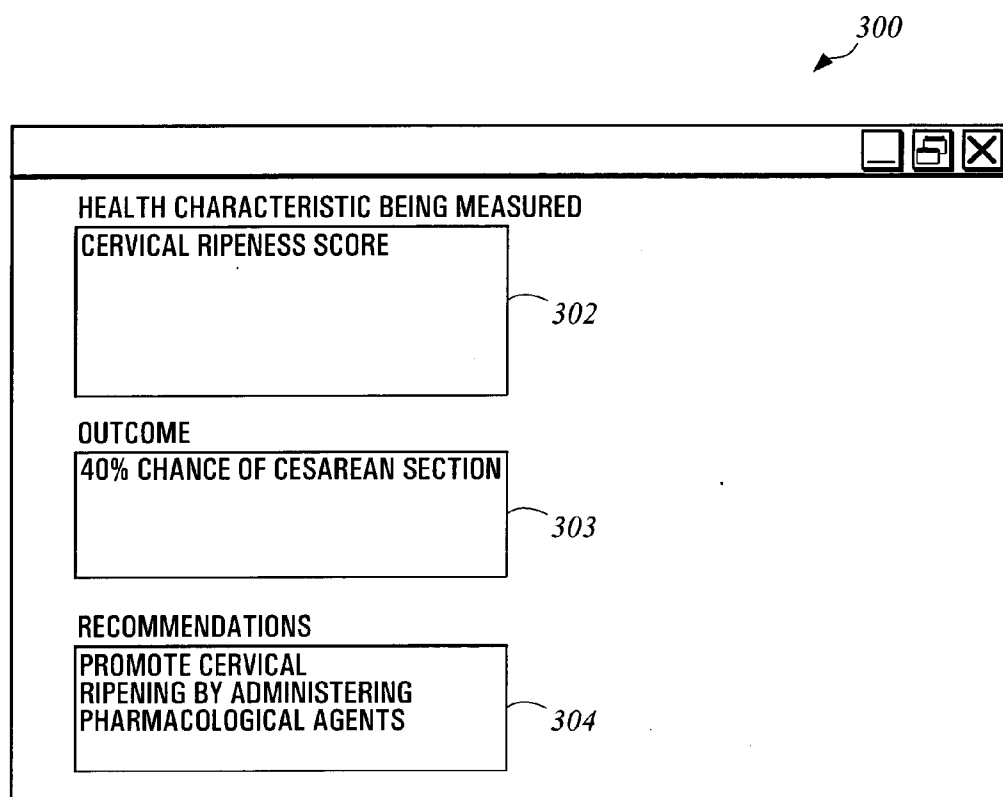 300
HEALTH CHARACTERISTIC BEING MEASURED
CERVICAL RIPENESS SCORE
302
OUTCOME
40% CHANCE OF CESAREAN SECTION
303
RECOMMENDATIONS
PROMOTE CERVICAL
RIPENING BY ADMINISTERING
PHARMACOLOGICAL AGENTS
304